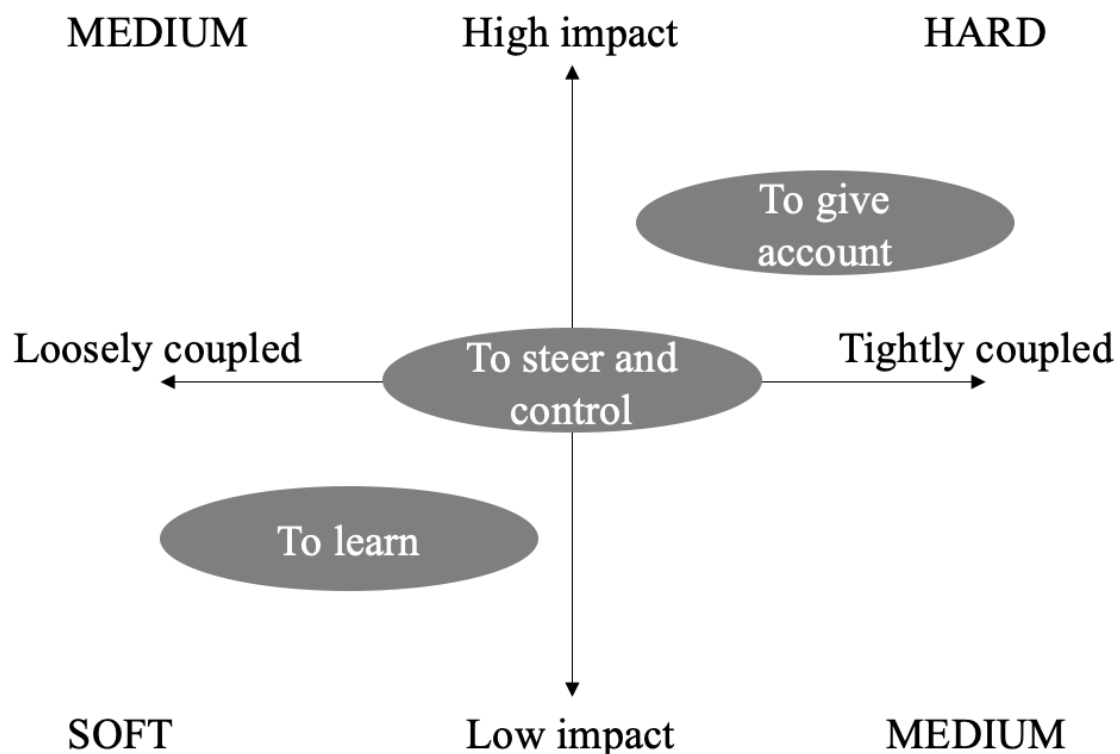 MEDIUM
High impact
HARD
To give
account
Loosely coupled
To steer and
control
Tightly coupled
To learn
SOFT
Low impact
MEDIUM